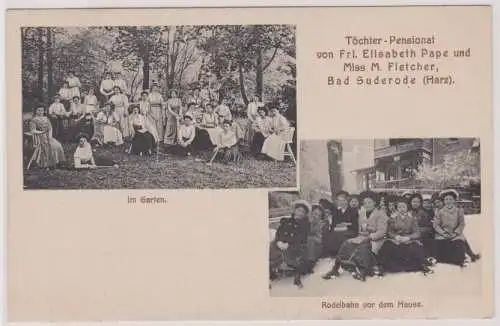 Töchter-Pensionat
von Frl. Elisabeth Pape und
Miss M. Fletcher,
Bad Suderode (Harz).
Im Garten.
Rodelbahn vor dem Hause.